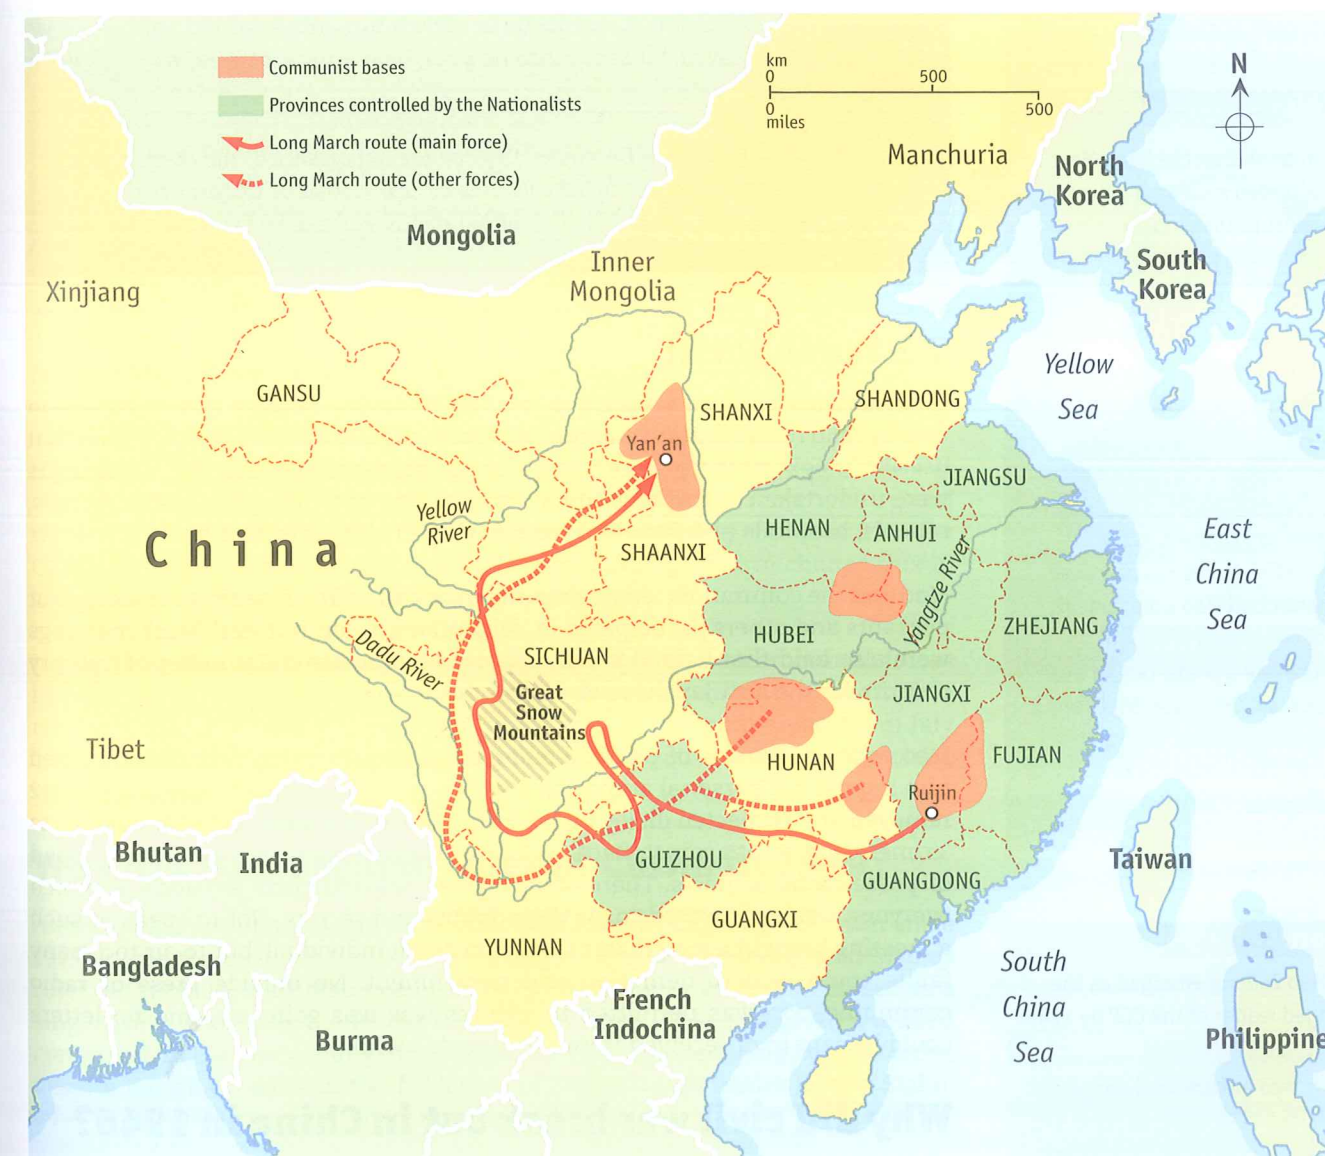 Communist bases
Provinces controlled by the Nationalists
Long March route (main force)
Long March route (other forces)
km
0 500
0 500
miles
N
Manchuria
North
Korea
South
Korea
Mongolia
Inner
Mongolia
Xinjiang
Yellow
Sea
GANSU
SHANXI
SHANDONG
Yan'an
JIANGSU
Yellow
River
HENAN
ANHUI
China
SHAANXI
East
China
Sea
Yangtze River
HUBEI
ZHEJIANG
Dadu River
SICHUAN
Great
Snow
Mountains
JIANGXI
Tibet
HUNAN
FUJIAN
Ruijin
Bhutan
India
GUIZHOU
Taiwan
GUANGDONG
GUANGXI
YUNNAN
Bangladesh
South
China
Sea
French
Indochina
Burma
Philippine